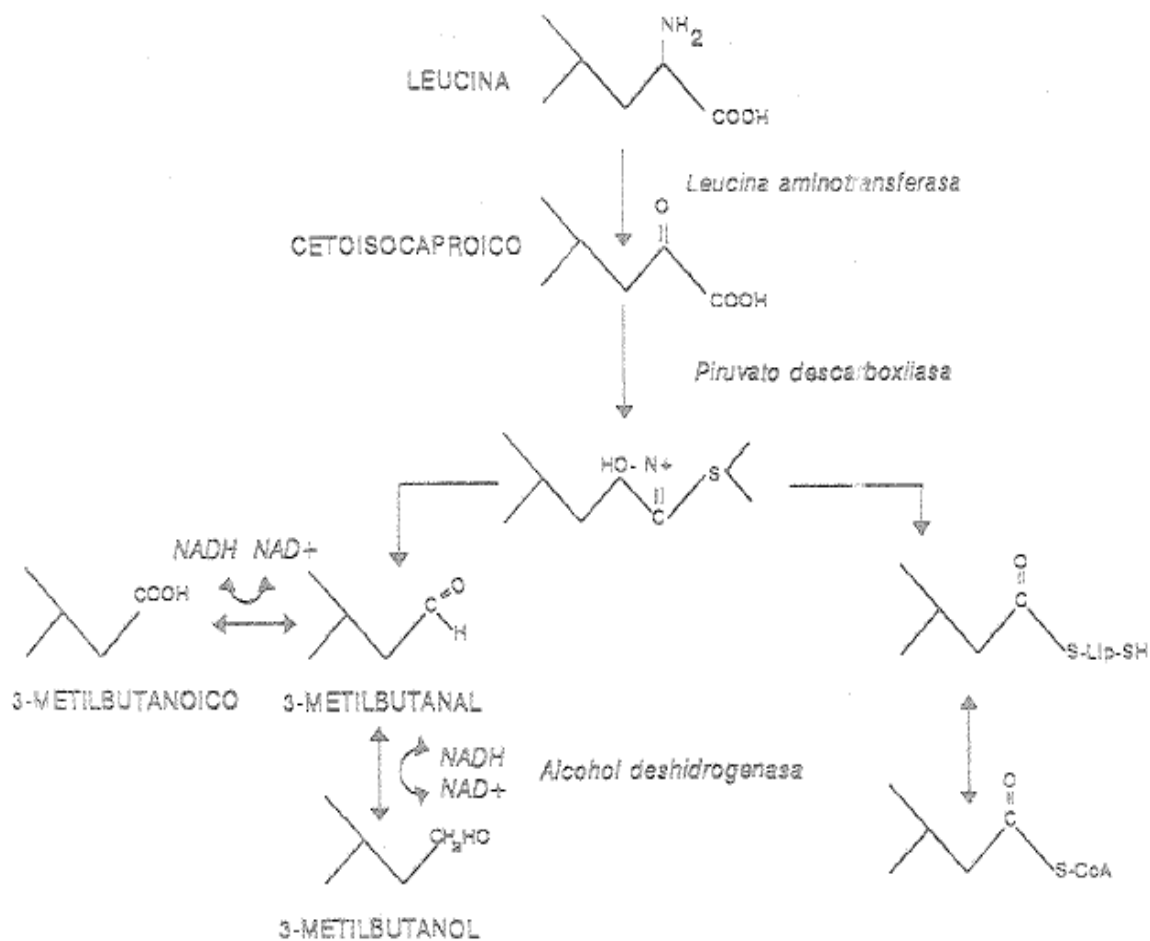 NH2
LEUCINA
COOH
Leucina aminotransferasa
O
CETOISOCAPROICO
COOH
Piruvato descarboxilasa
HO- N+
S
C
NADH NAD+
COOH
C
O
H
O
C
S-Lip-SH
3-METILBUTANOICO
3-METILBUTANAL
NADH
NAD+
Alcohol deshidrogenasa
O
C
CH2HO
S-CoA
3-METILBUTANOL